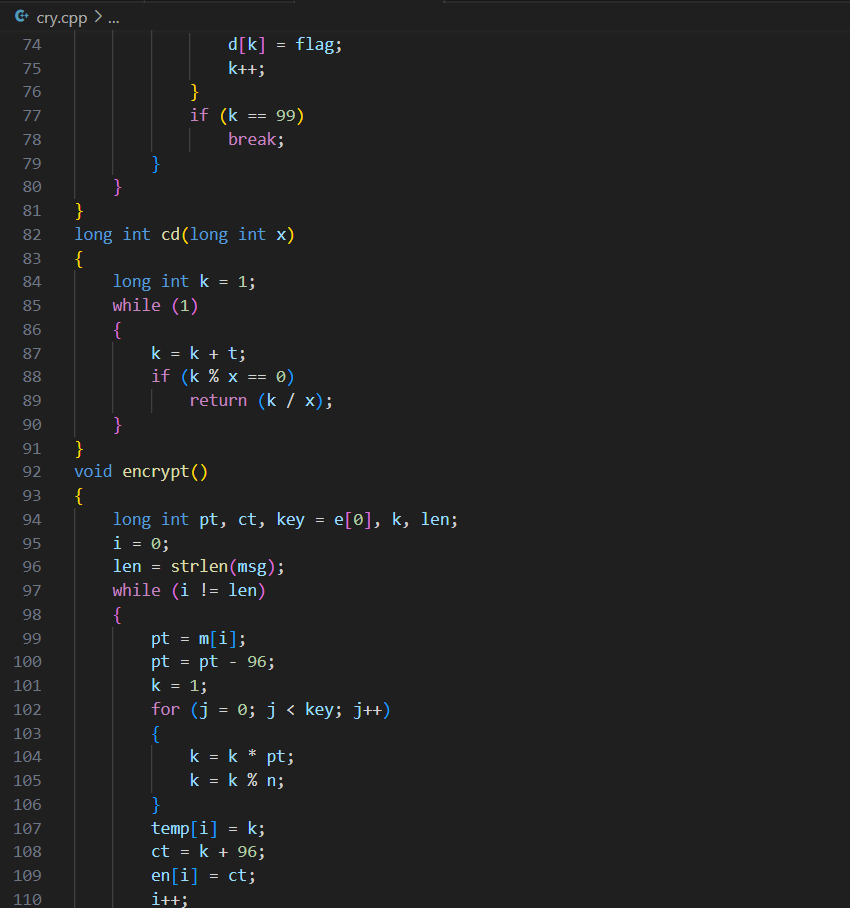 cry.cpp > ...
74 d[k] = flag;
75 k++;
76 }
77 if (k == 99)
78 break;
79 }
80 }
81 }
82 long int cd(long int x)
83 {
84 long int k = 1;
85 while (1)
86 {
87 k = k + t;
88 if (k % x == 0)
89 return (k / x);
90 }
91 }
92 void encrypt()
93 {
94 long int pt, ct, key = e[0], k, len;
95 i = 0;
96 len = strlen(msg);
97 while (i != len)
98 {
99 pt = m[i];
100 pt = pt - 96;
101 k = 1;
102 for (j = 0; j < key; j++)
103 {
104 k = k * pt;
105 k = k % n;
106 }
107 temp[i] = k;
108 ct = k + 96;
109 en[i] = ct;
110 i++;